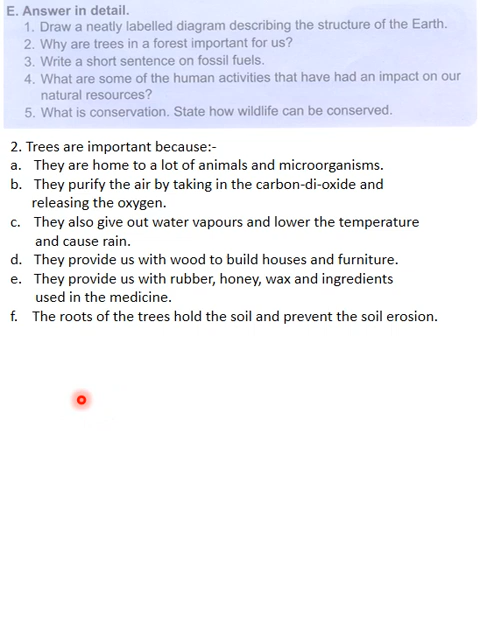 E. Answer in detail.
1. Draw a neatly labelled diagram describing the structure of the Earth.
2. Why are trees in a forest important for us?
3. Write a short sentence on fossil fuels.
4. What are some of the human activities that have had an impact on our
natural resources?
5. What is conservation. State how wildlife can be conserved.
2. Trees are important because:-
a. They are home to a lot of animals and microorganisms.
b. They purify the air by taking in the carbon-di-oxide and
releasing the oxygen.
c. They also give out water vapours and lower the temperature
and cause rain.
d. They provide us with wood to build houses and furniture.
e. They provide us with rubber, honey, wax and ingredients
used in the medicine.
f. The roots of the trees hold the soil and prevent the soil erosion.